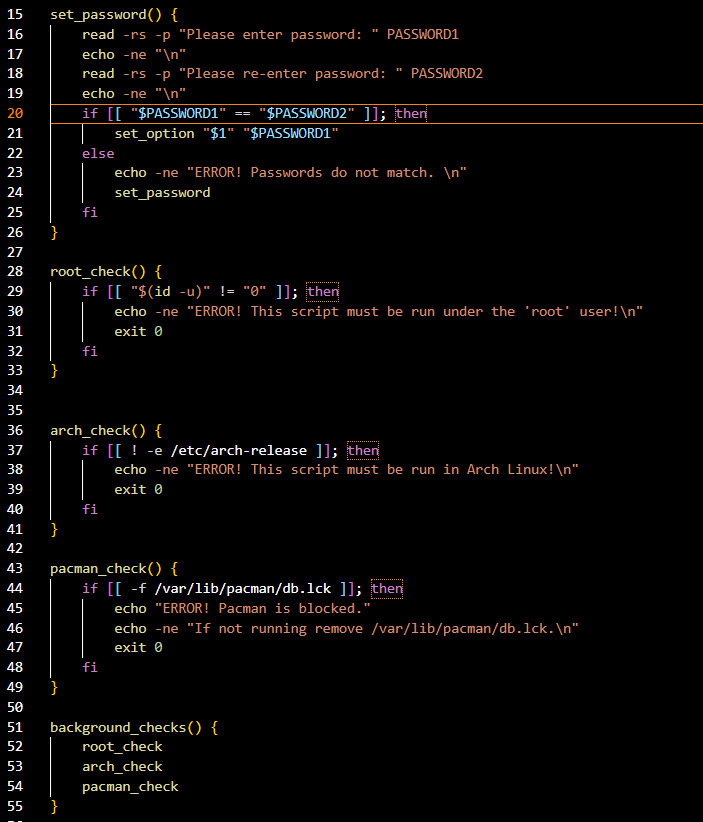 15 set_password() {
16     read -rs -p "Please enter password: " PASSWORD1
17     echo -ne "\n"
18     read -rs -p "Please re-enter password: " PASSWORD2
19     echo -ne "\n"
20     if [[ "$PASSWORD1" == "$PASSWORD2" ]]; then
21         set_option "$1" "$PASSWORD1"
22     else
23         echo -ne "ERROR! Passwords do not match. \n"
24         set_password
25     fi
26 }
27
28 root_check() {
29     if [[ "$(id -u)" != "0" ]]; then
30         echo -ne "ERROR! This script must be run under the 'root' user!\n"
31         exit 0
32     fi
33 }
34
35
36 arch_check() {
37     if [[ ! -e /etc/arch-release ]]; then
38         echo -ne "ERROR! This script must be run in Arch Linux!\n"
39         exit 0
40     fi
41 }
42
43 pacman_check() {
44     if [[ -f /var/lib/pacman/db.lck ]]; then
45         echo "ERROR! Pacman is blocked."
46         echo -ne "If not running remove /var/lib/pacman/db.lck.\n"
47         exit 0
48     fi
49 }
50
51 background_checks() {
52     root_check
53     arch_check
54     pacman_check
55 }